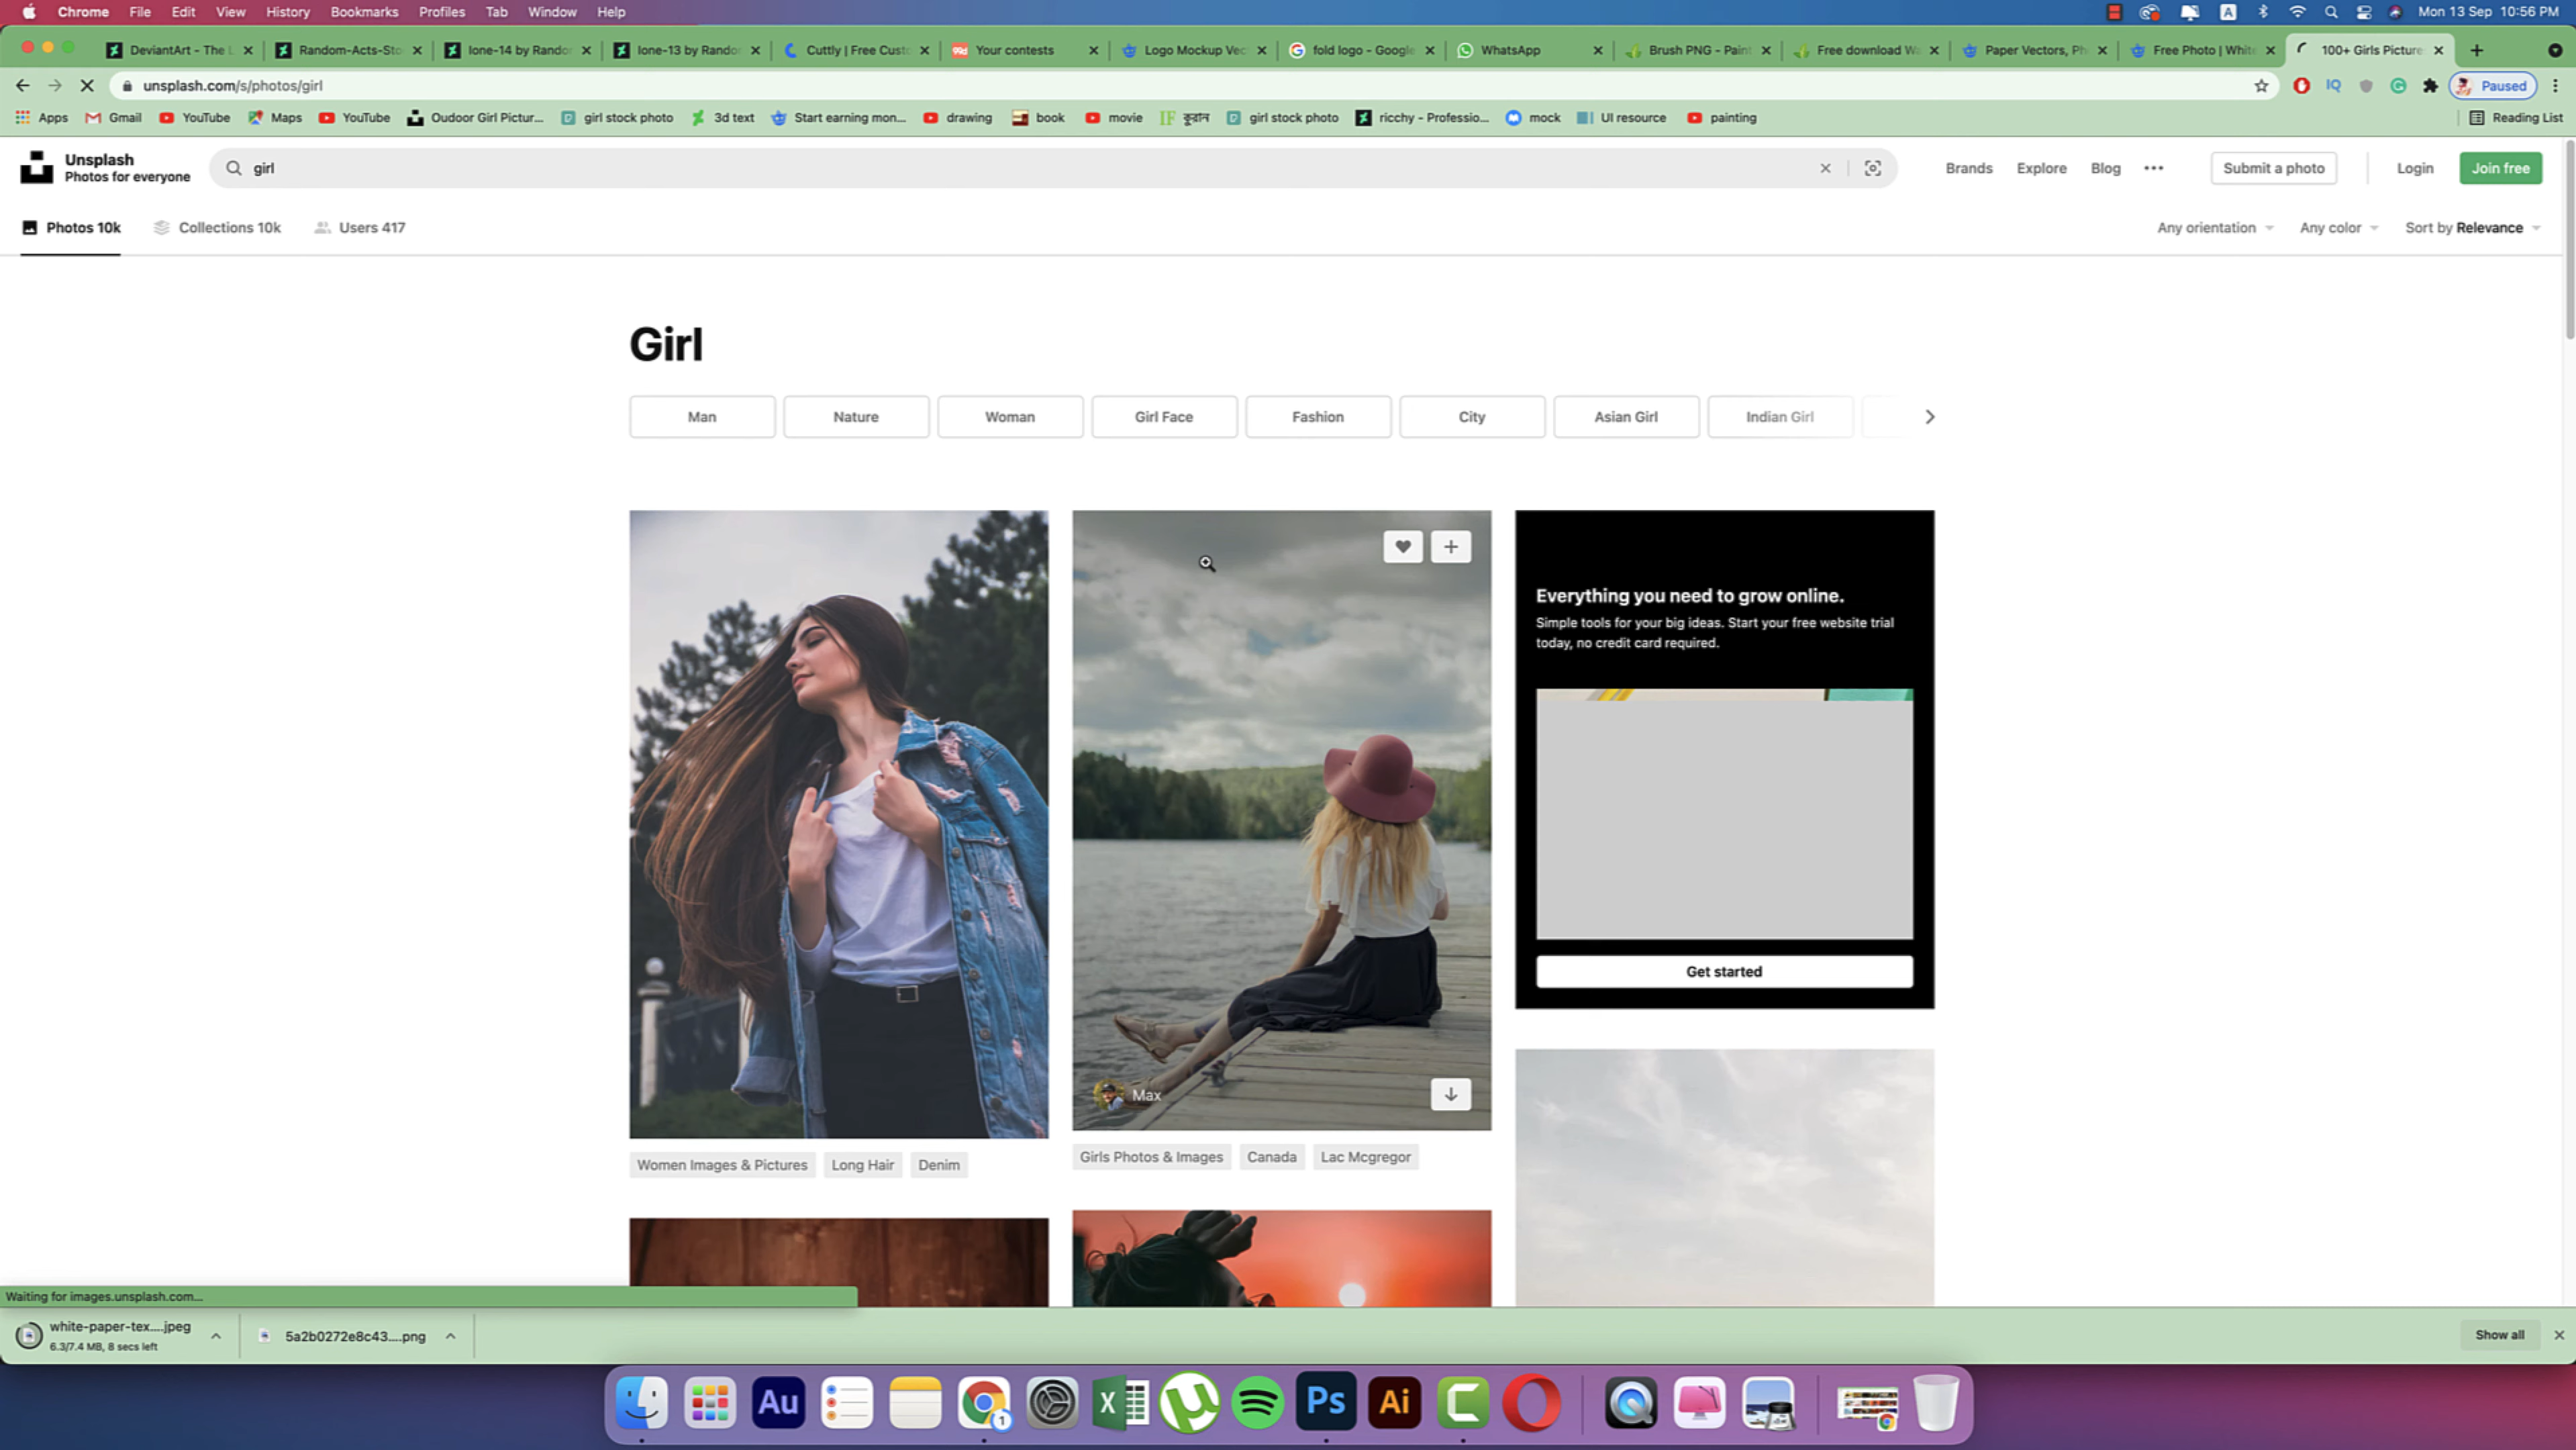 Chrome File Edit View History Bookmarks Profiles Tab Window Help
A Mon 13 Sep 10:56 PM
DeviantArt - The L
Random-Acts-Sto
lone-14 by Rando
lone-13 by Rando
Cuttly | Free Cust
Your contests
Logo Mockup Vec
fold logo - Google
WhatsApp
Brush PNG - Paint
Free download Wa
Paper Vectors, Ph
Free Photo | White
100+ Girls Picture
unsplash.com/s/photos/girl
IQ
Paused
Apps Gmail YouTube Maps YouTube Oudoor Girl Pictur... girl stock photo 3d text Start earning mon... drawing book movie IF কুরান girl stock photo ricchy - Professio... mock UI resource painting Reading List
Unsplash
Photos for everyone
girl
Brands Explore Blog ••• Submit a photo Login Join free
Photos 10k Collections 10k Users 417
Any orientation Any color Sort by Relevance
Girl
Man Nature Woman Girl Face Fashion City Asian Girl Indian Girl
Everything you need to grow online.
Simple tools for your big ideas. Start your free website trial
today, no credit card required.
Get started
Max
Women Images & Pictures Long Hair Denim
Girls Photos & Images Canada Lac Mcgregor
Waiting for images.unsplash.com...
white-paper-tex....jpeg
6.3/7.4 MB, 8 secs left
5a2b0272e8c43....png
Show all
Au
1
X
Ps
Ai